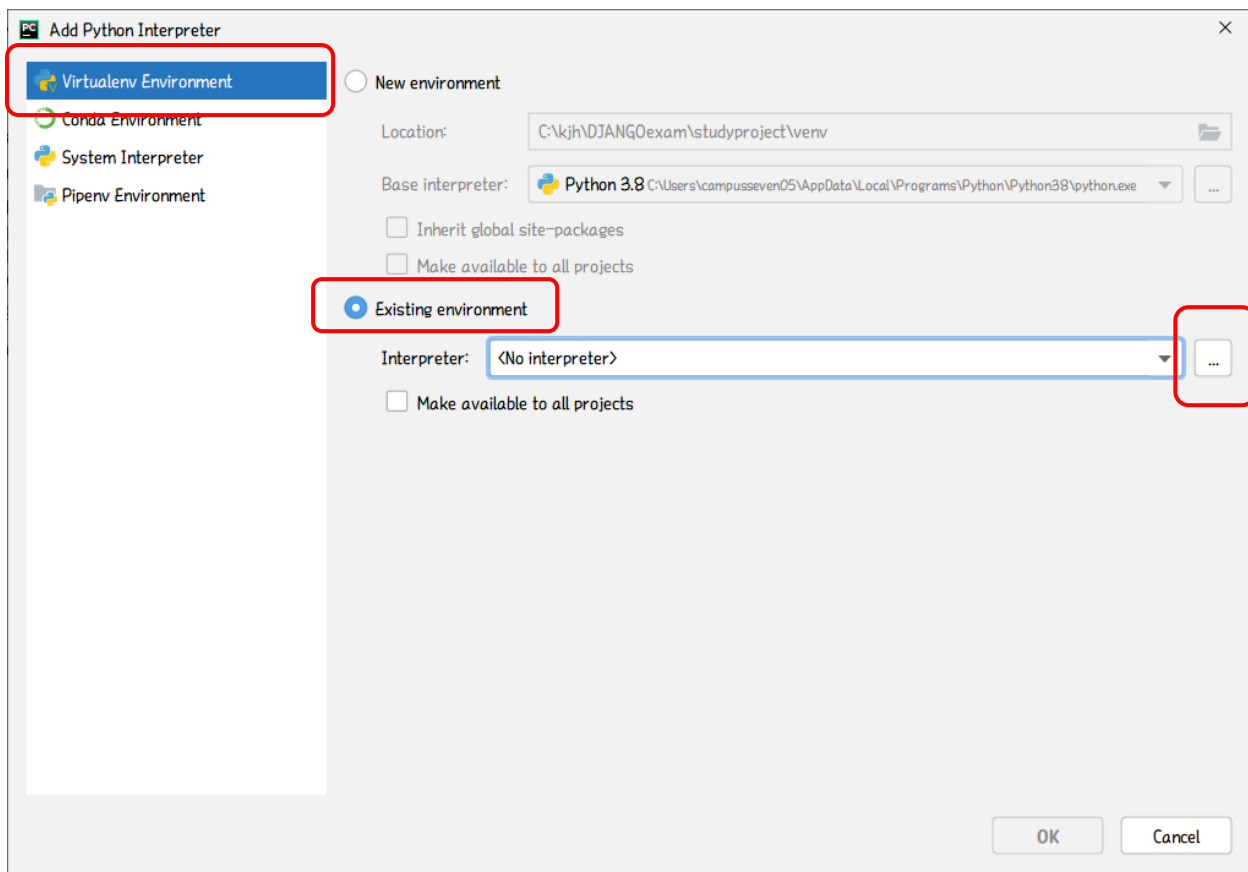 PC Add Python Interpreter
Virtualenv Environment
Conda Environment
System Interpreter
Pipenv Environment
New environment
Location: C:\kjh\DJANGOexam\studyproject\venv
Base interpreter: Python 3.8 C:\Users\campusseven05\AppData\Local\Programs\Python\Python38\python.exe ...
Inherit global site-packages
Make available to all projects
Existing environment
Interpreter: <No interpreter> ...
Make available to all projects
OK Cancel